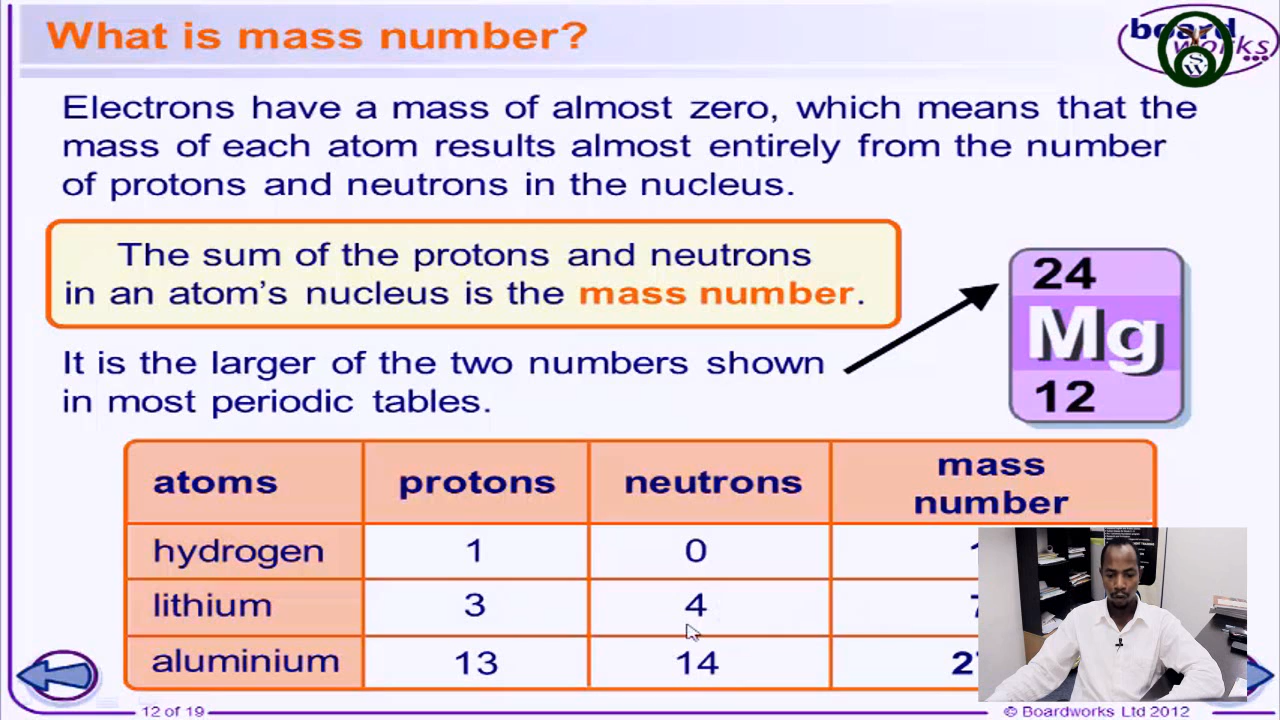 What is mass number?
board
works
Electrons have a mass of almost zero, which means that the
mass of each atom results almost entirely from the number
of protons and neutrons in the nucleus.
The sum of the protons and neutrons
in an atom's nucleus is the mass number.
It is the larger of the two numbers shown
in most periodic tables.
24
Mg
12
atoms protons neutrons mass
number
hydrogen 1 0
lithium 3 4 7
aluminium 13 14
12 of 19
© Boardworks Ltd 2012